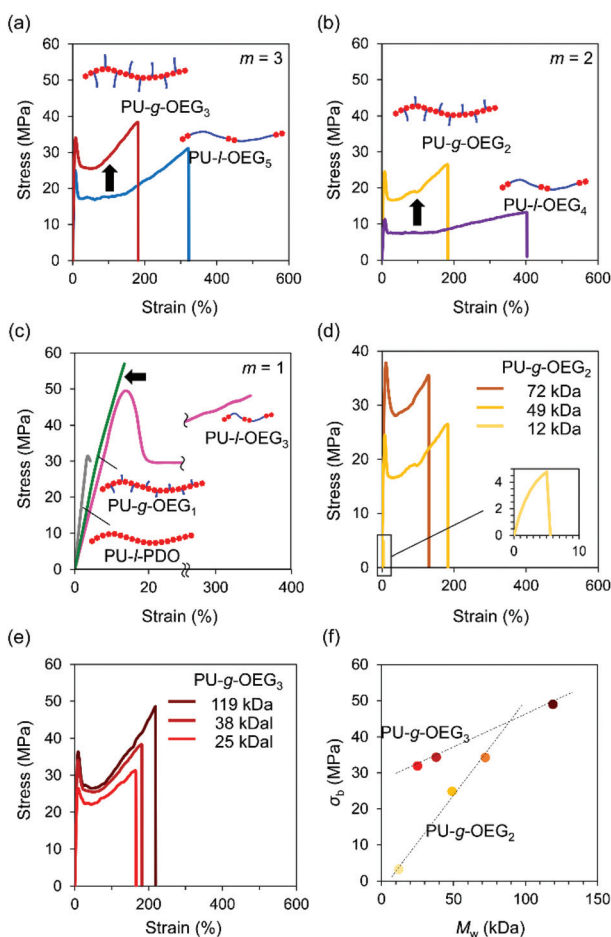 (a)
m = 3
PU-g-OEG3
PU-l-OEG5
Stress (MPa)
60
50
40
30
20
10
0
0 200 400 600
Strain (%)
(b)
m = 2
PU-g-OEG2
PU-l-OEG4
Stress (MPa)
60
50
40
30
20
10
0
0 200 400 600
Strain (%)
(c)
m = 1
PU-l-OEG3
PU-g-OEG1
PU-l-PDO
Stress (MPa)
60
50
40
30
20
10
0
0 10 20 300 400
Strain (%)
(d)
PU-g-OEG2
72 kDa
49 kDa
12 kDa
Stress (MPa)
40
30
20
10
0
4
2
0
0 10
0 200 400 600
Strain (%)
(e)
PU-g-OEG3
119 kDa
38 kDal
25 kDal
Stress (MPa)
60
50
40
30
20
10
0
0 200 400 600
Strain (%)
(f)
PU-g-OEG3
PU-g-OEG2
σb (MPa)
60
50
40
30
20
10
0
0 50 100 150
Mw (kDa)